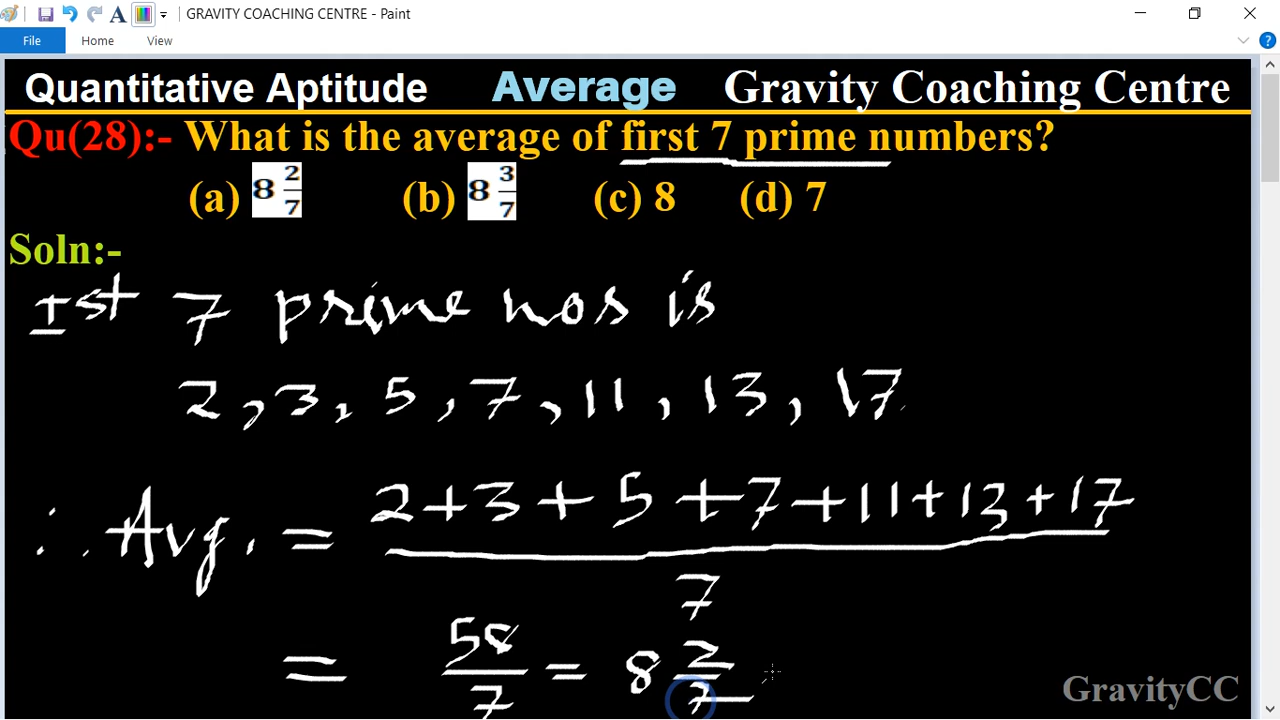 GRAVITY COACHING CENTRE - Paint
File Home View
Quantitative Aptitude Average Gravity Coaching Centre
Qu(28):- What is the average of first 7 prime numbers?
(a) 8 2/7 (b) 8 3/7 (c) 8 (d) 7
Soln:-
Ist 7 prime nos is
2, 3, 5, 7, 11, 13, 17
∴ Avg. = 2+3+5+7+11+13+17
7
= 58/7 = 8 2/7
GravityCC